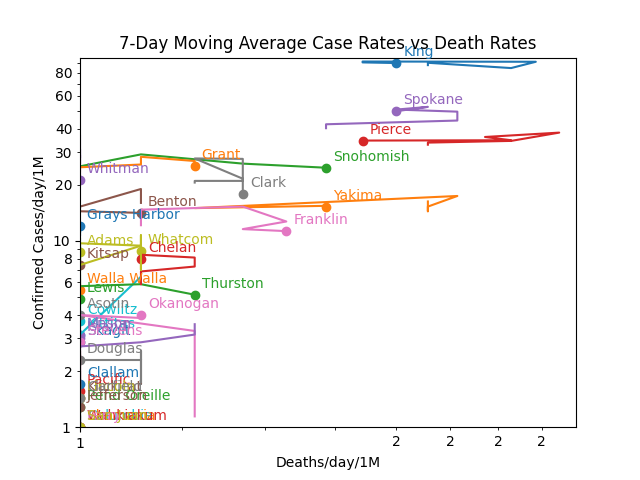 7-Day Moving Average Case Rates vs Death Rates
King
80
60
Spokane
40
Pierce
30
Grant
Snohomish
Whitman
Clark
20
Benton
Yakima
Grays Harbor
Franklin
10
Adams
Whatcom
8
Kitsap
Chelan
6
Walla Walla
Lewis
Thurston
4
Asotin
Okanogan
Cowlitz
3
Skagit
Douglas
2
Clallam
Pacific
Jefferson
Pend Oreille
1
Wahkiakum
1
2
2
2
2
Confirmed Cases/day/1M
Deaths/day/1M